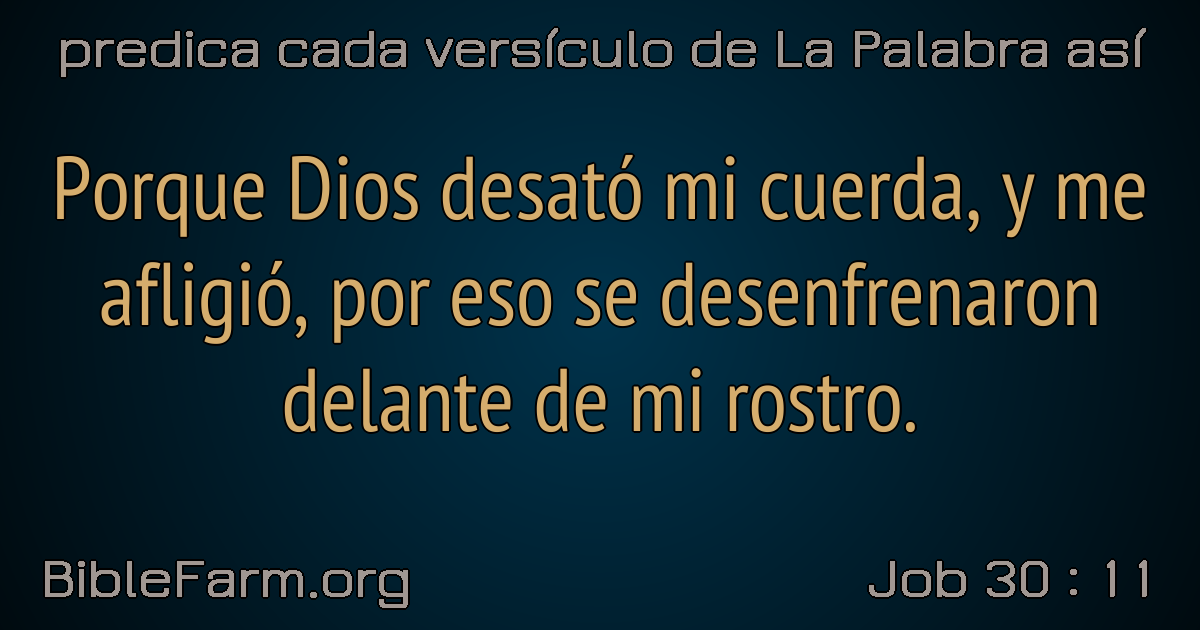 predica cada versículo de La Palabra así
Porque Dios desató mi cuerda, y me
afligió, por eso se desenfrenaron
delante de mi rostro.
BibleFarm.org
Job 30 : 11